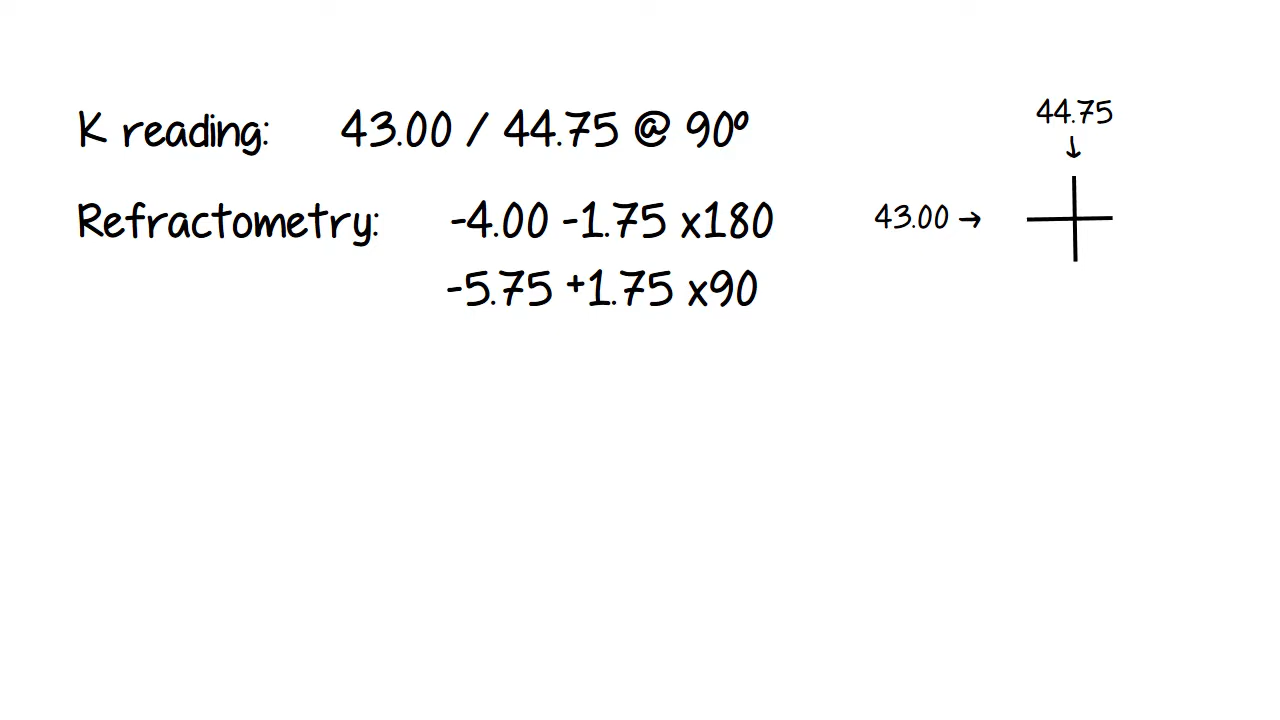 K reading: 43.00 / 44.75 @ 90º
Refractometry: -4.00 -1.75 x180
-5.75 +1.75 x90
44.75
↓
43.00 →